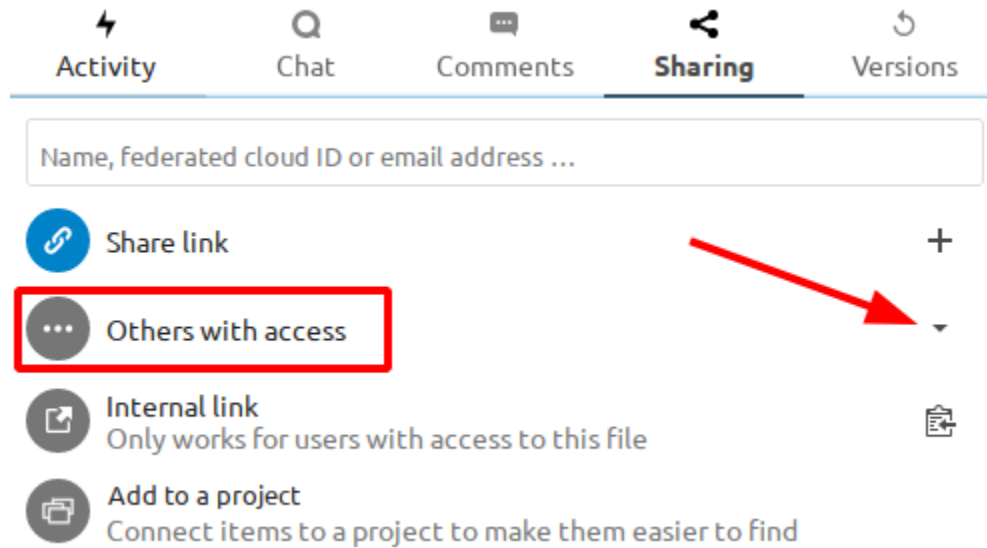 Activity
Chat
Comments
Sharing
Versions
Name, federated cloud ID or email address ...
Share link
Others with access
Internal link
Only works for users with access to this file
Add to a project
Connect items to a project to make them easier to find